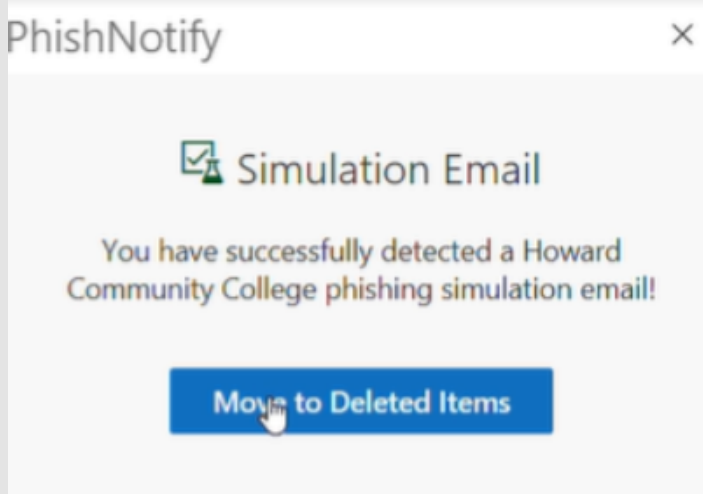 PhishNotify
Simulation Email
You have successfully detected a Howard
Community College phishing simulation email!
Move to Deleted Items